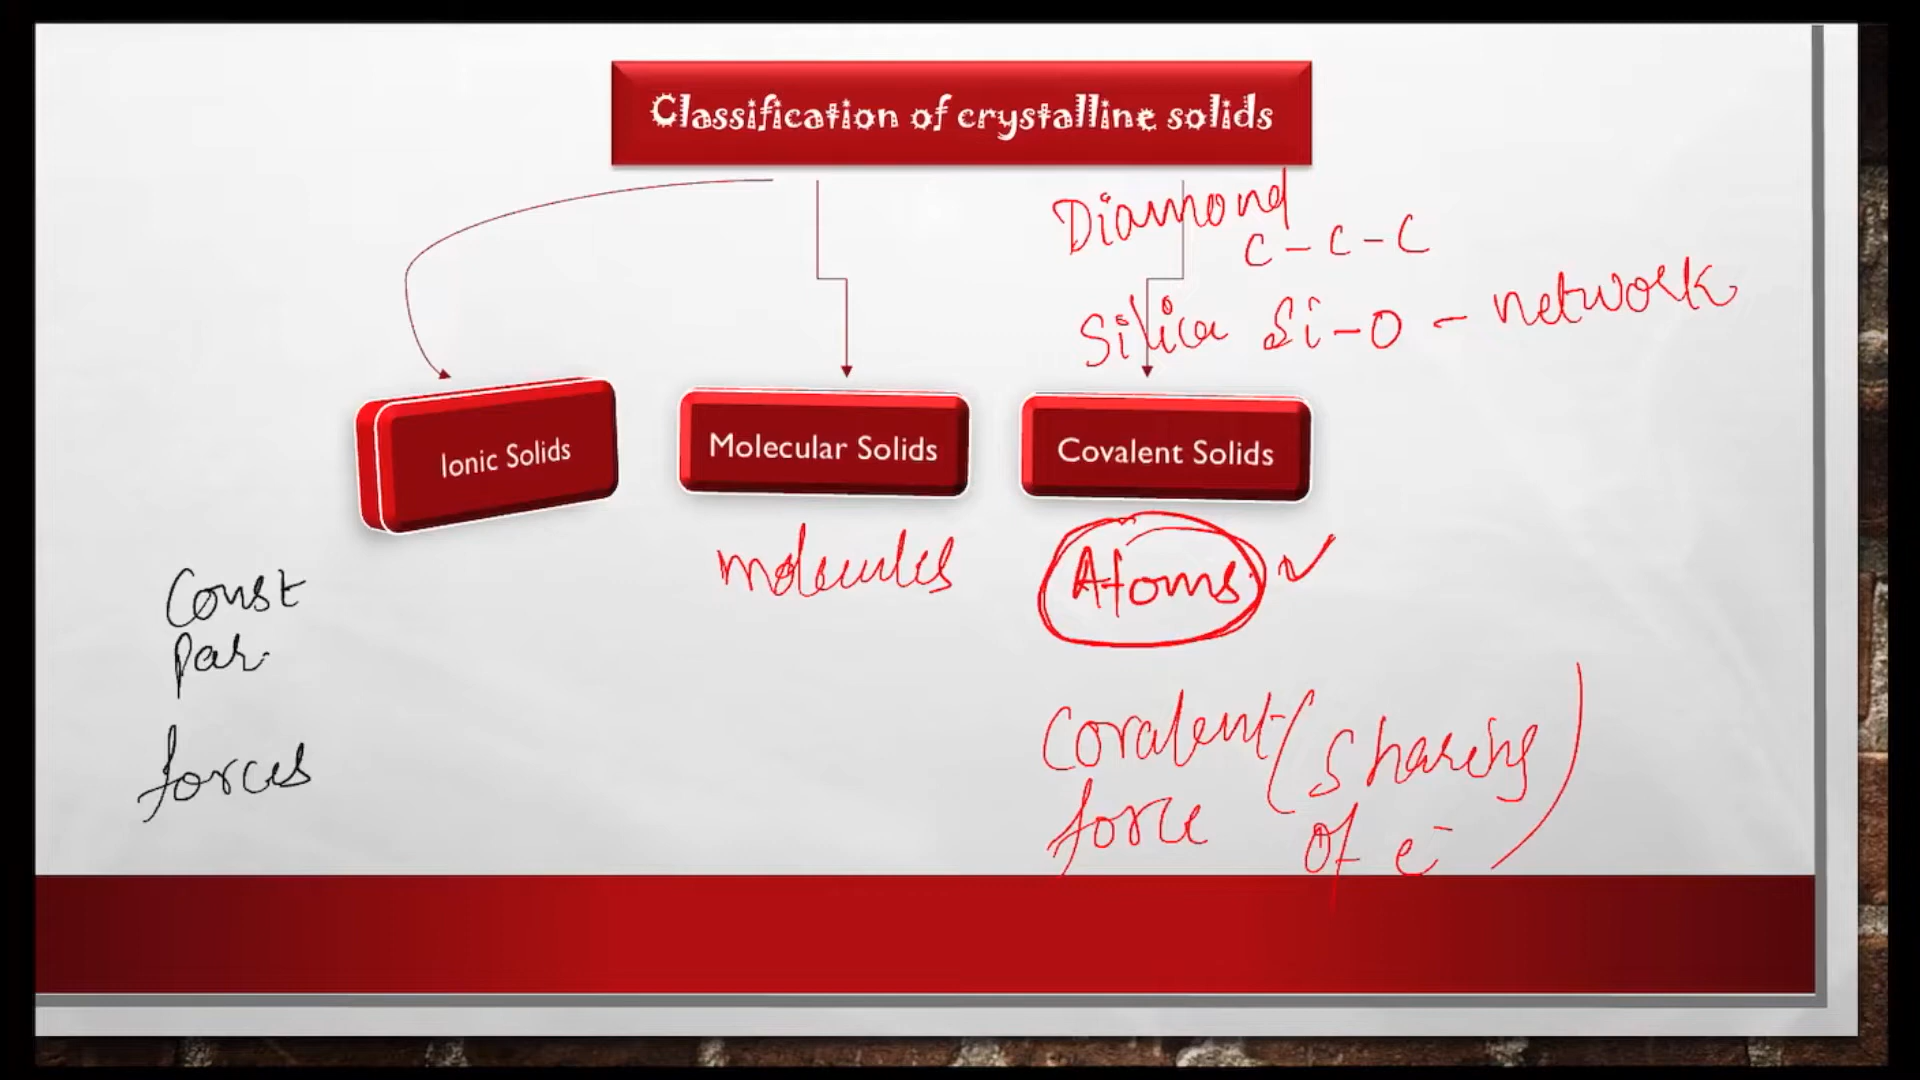 Classification of crystalline solids
Diamond
C - C - C
Silica Si - O - network
Ionic Solids
Molecular Solids
Covalent Solids
molecules
Atoms ✓
Const
Par.
forces
Covalent (Sharing
force of e⁻)